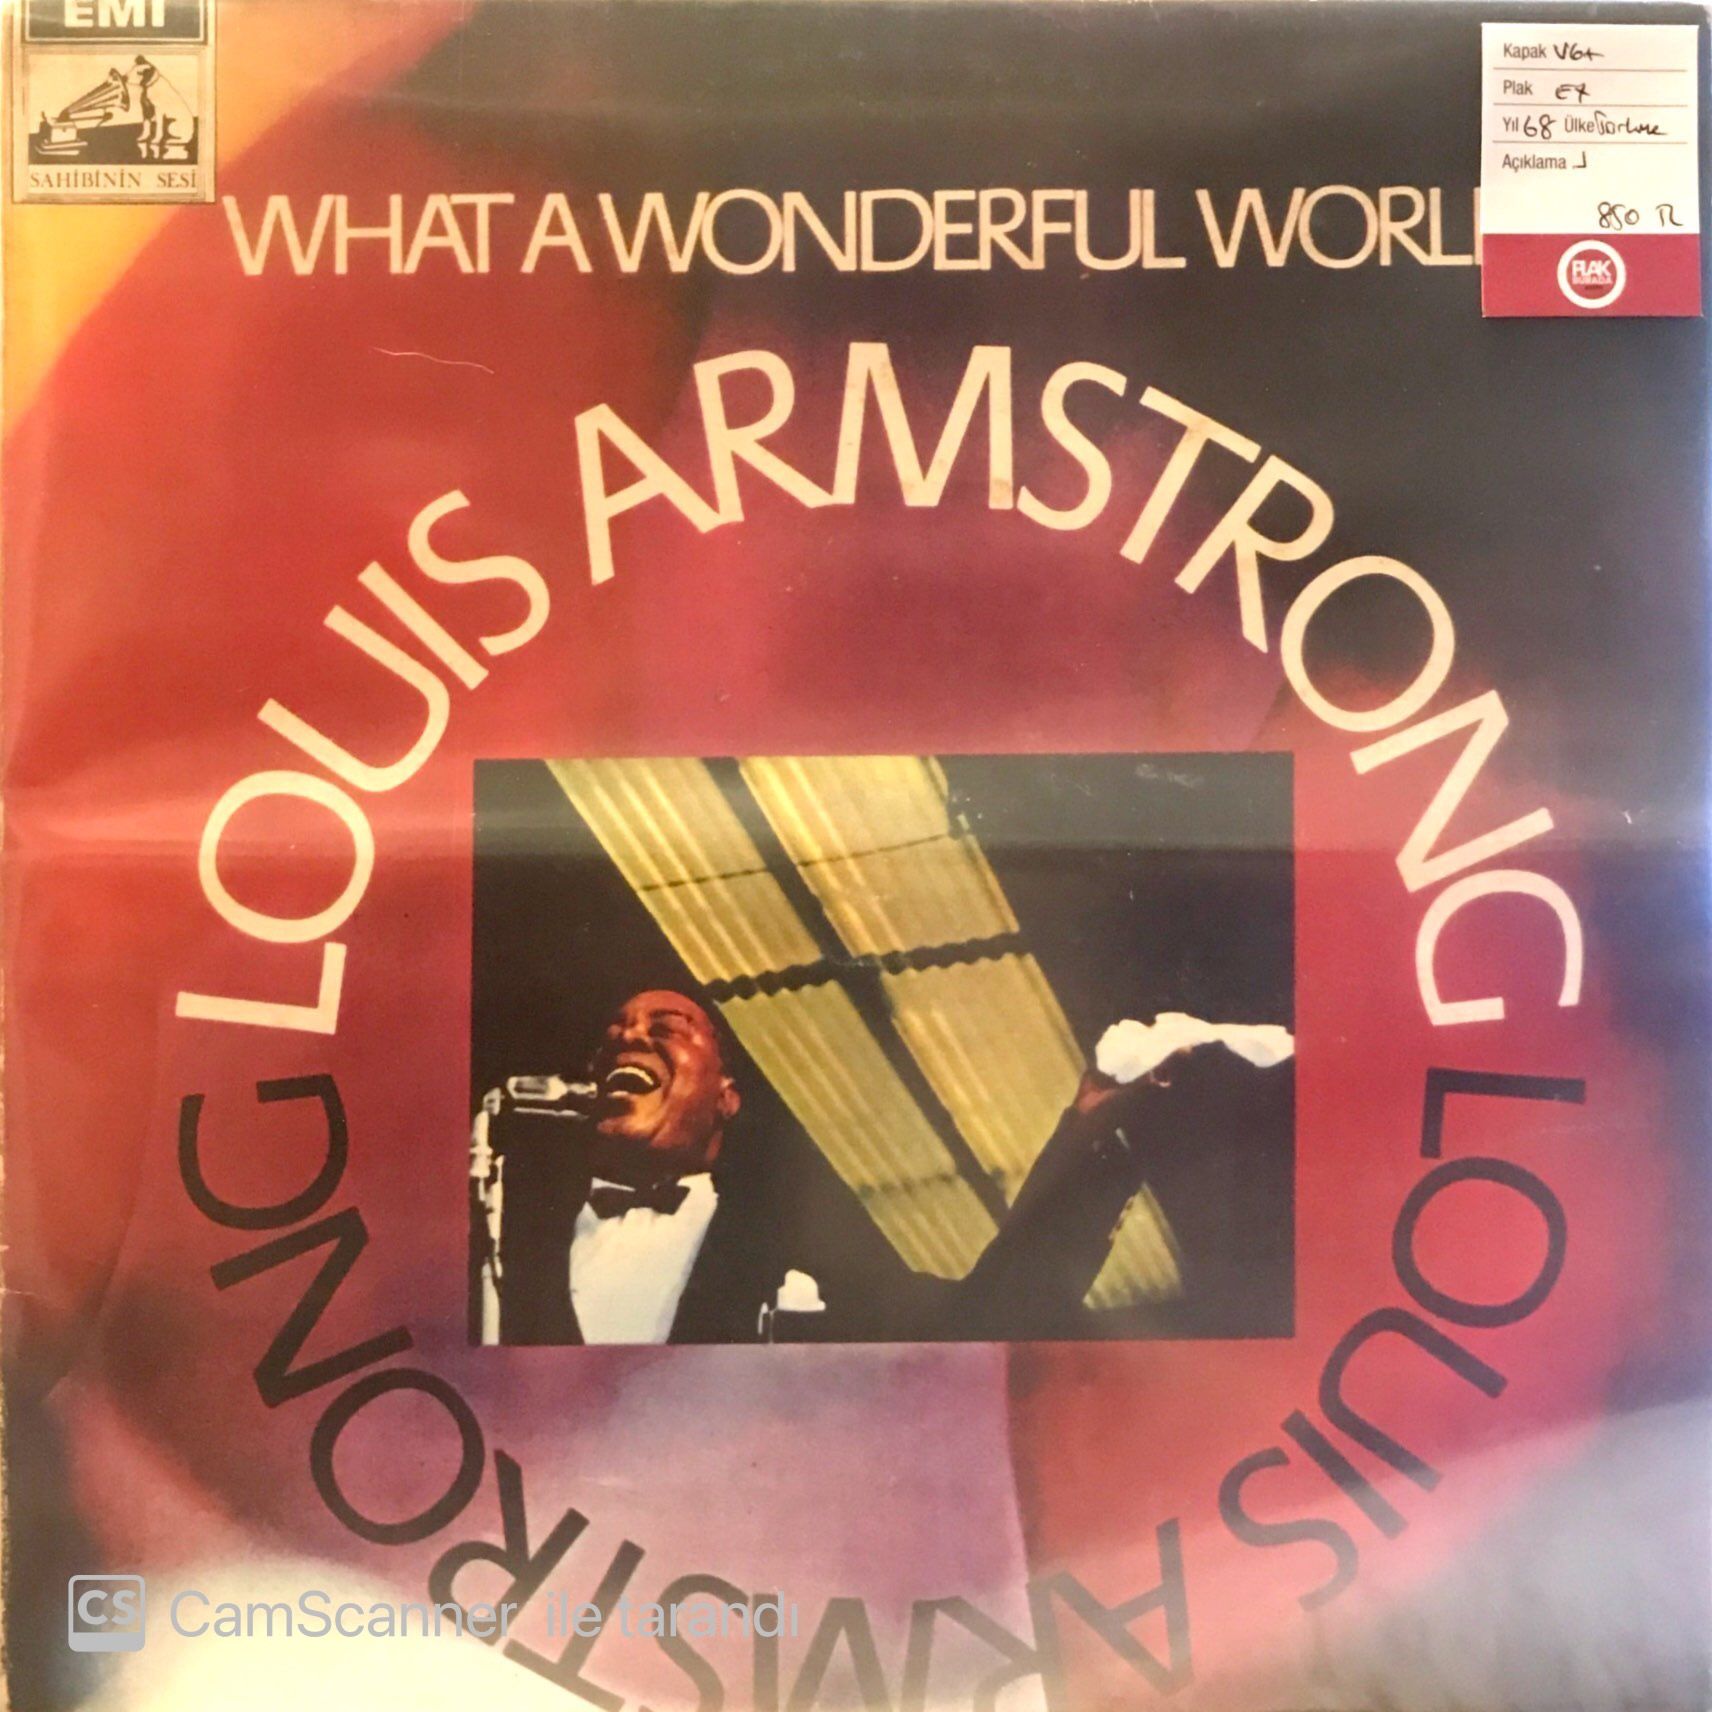 EMI
SAHİBİNİN SESİ
WHAT A WONDERFUL WORL
Kapak VG+
Plak EX
Yıl 68 Ülke
Açıklama
850 TL
PLAK
LOUIS ARMSTRONG
LOUIS ARMSTRONG
CS CamScanner ile tarandı